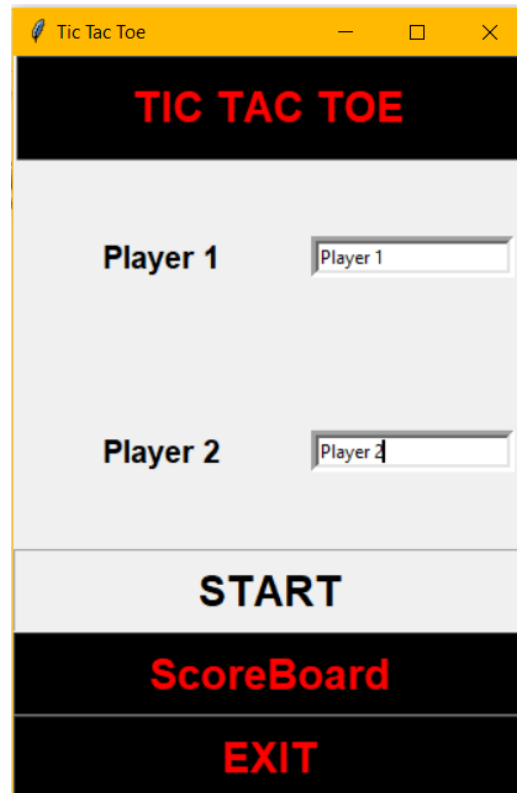 Tic Tac Toe
TIC TAC TOE
Player 1 Player 1
Player 2 Player 2
START
ScoreBoard
EXIT